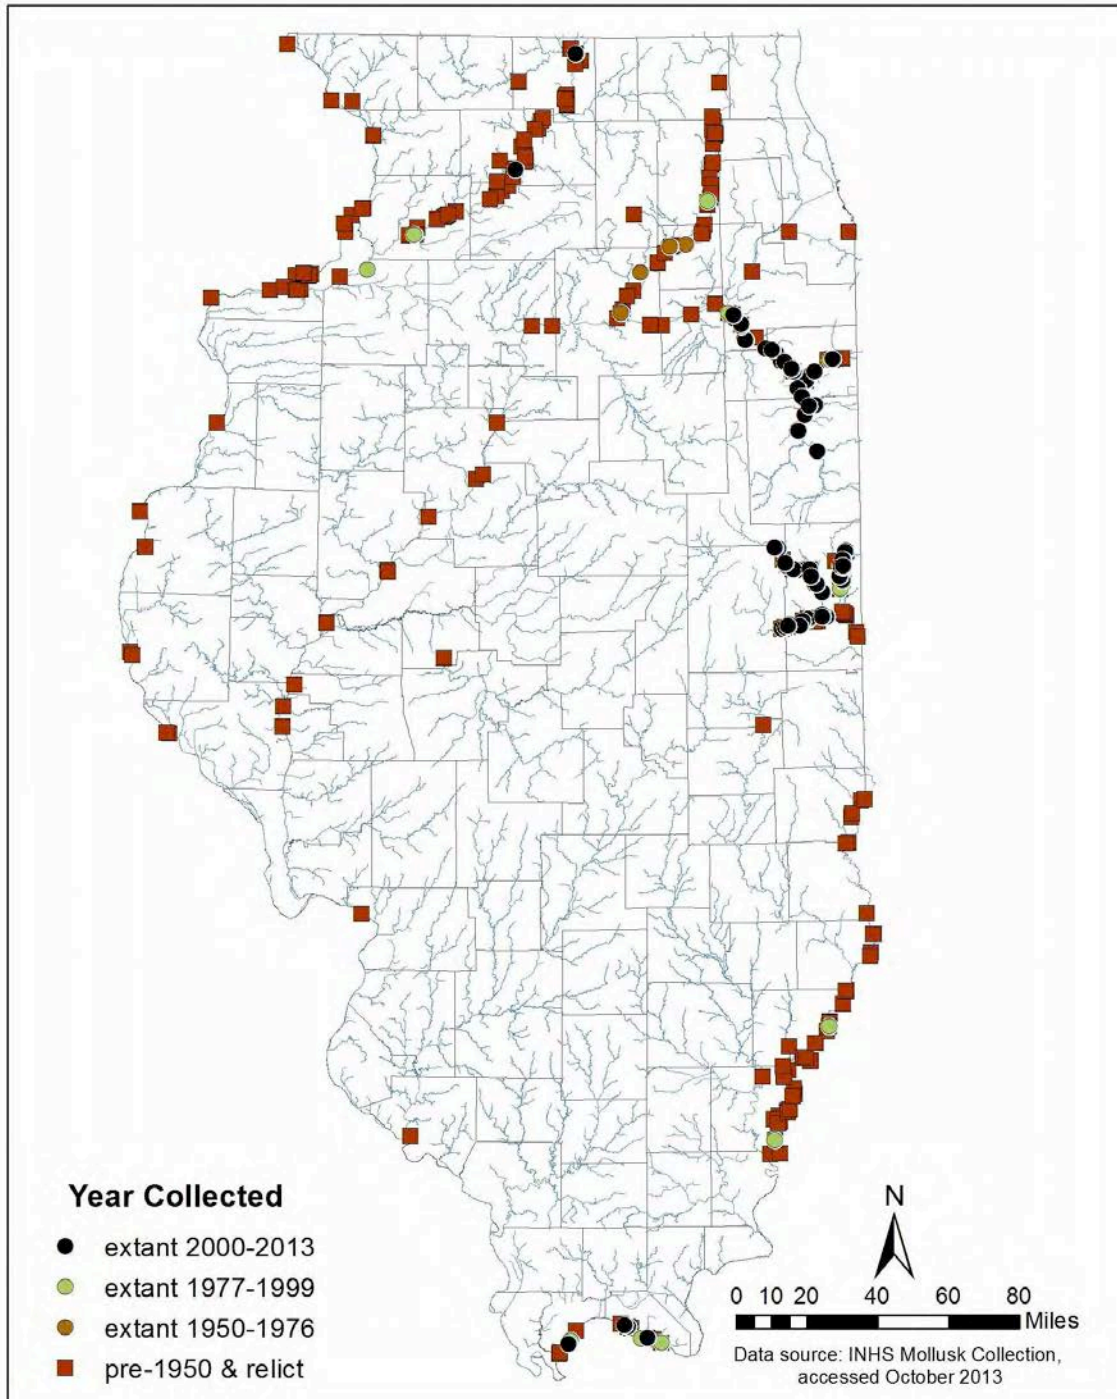 Year Collected
extant 2000-2013
extant 1977-1999
extant 1950-1976
pre-1950 & relict
N
0 10 20 40 60 80
Miles
Data source: INHS Mollusk Collection,
accessed October 2013